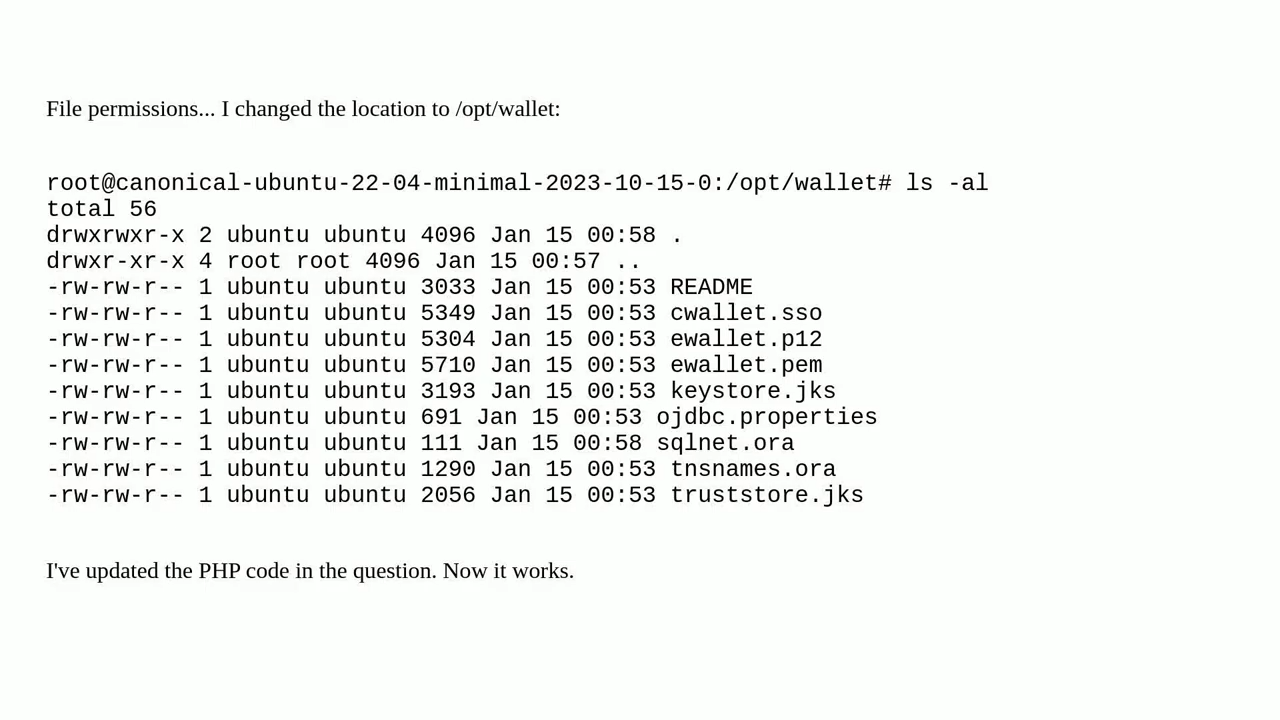 File permissions... I changed the location to /opt/wallet:
root@canonical-ubuntu-22-04-minimal-2023-10-15-0:/opt/wallet# ls -al
total 56
drwxrwxr-x 2 ubuntu ubuntu 4096 Jan 15 00:58 .
drwxr-xr-x 4 root root 4096 Jan 15 00:57 ..
-rw-rw-r-- 1 ubuntu ubuntu 3033 Jan 15 00:53 README
-rw-rw-r-- 1 ubuntu ubuntu 5349 Jan 15 00:53 cwallet.sso
-rw-rw-r-- 1 ubuntu ubuntu 5304 Jan 15 00:53 ewallet.p12
-rw-rw-r-- 1 ubuntu ubuntu 5710 Jan 15 00:53 ewallet.pem
-rw-rw-r-- 1 ubuntu ubuntu 3193 Jan 15 00:53 keystore.jks
-rw-rw-r-- 1 ubuntu ubuntu 691 Jan 15 00:53 ojdbc.properties
-rw-rw-r-- 1 ubuntu ubuntu 111 Jan 15 00:58 sqlnet.ora
-rw-rw-r-- 1 ubuntu ubuntu 1290 Jan 15 00:53 tnsnames.ora
-rw-rw-r-- 1 ubuntu ubuntu 2056 Jan 15 00:53 truststore.jks
I've updated the PHP code in the question. Now it works.